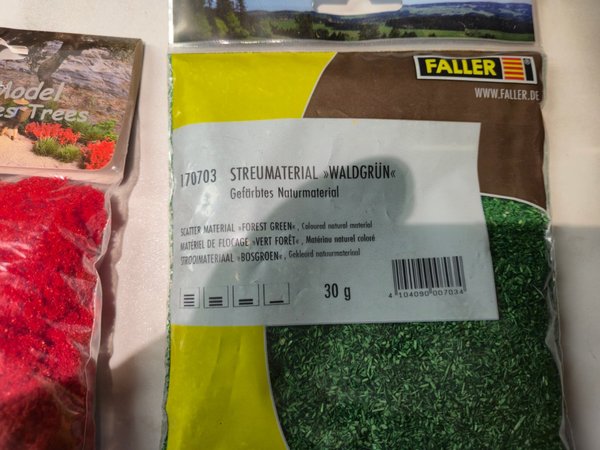 Model
es Trees
FALLER
WWW.FALLER.DE
170703 STREUMATERIAL »WALDGRÜN«
Gefärbtes Naturmaterial
SCATTER MATERIAL »FOREST GREEN«, Coloured natural material
MATÉRIEL DE FLOCAGE »VERT FORÊT«, Matériau naturel coloré
STROOIMATERIAAL »BOSGROEN«, Gekleurd natuurmateriaal
30 g
4 104090 007034